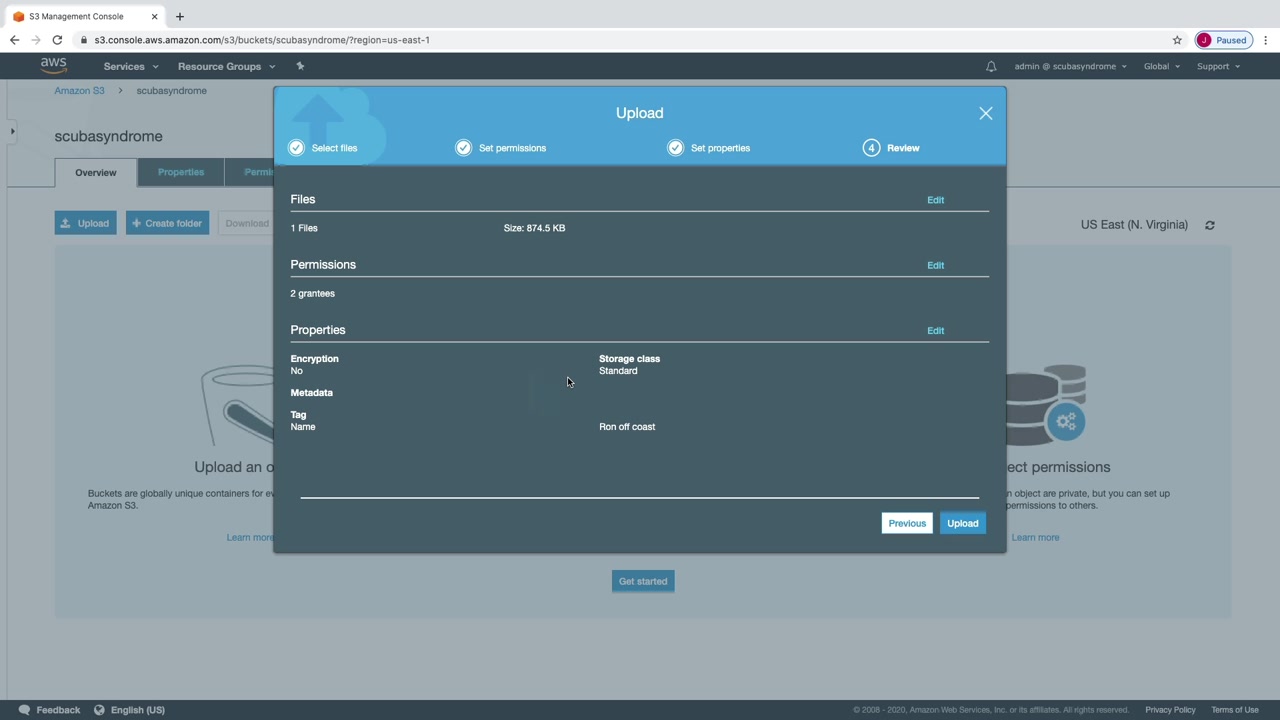 S3 Management Console
s3.console.aws.amazon.com/s3/buckets/scubasyndrome/?region=us-east-1
J Paused
aws Services Resource Groups admin @ scubasyndrome Global Support
Amazon S3 > scubasyndrome
Upload
scubasyndrome
Select files Set permissions Set properties 4 Review
Overview Properties Permi
Files Edit
Upload + Create folder Download
US East (N. Virginia)
1 Files Size: 874.5 KB
Permissions Edit
2 grantees
Properties Edit
Encryption Storage class
No Standard
Metadata
Tag
Name Ron off coast
Upload an o
ect permissions
Buckets are globally unique containers for ev
Amazon S3.
n object are private, but you can set up
permissions to others.
Previous Upload
Learn more
Learn more
Get started
Feedback English (US) © 2008 - 2020, Amazon Web Services, Inc. or its affiliates. All rights reserved. Privacy Policy Terms of Use